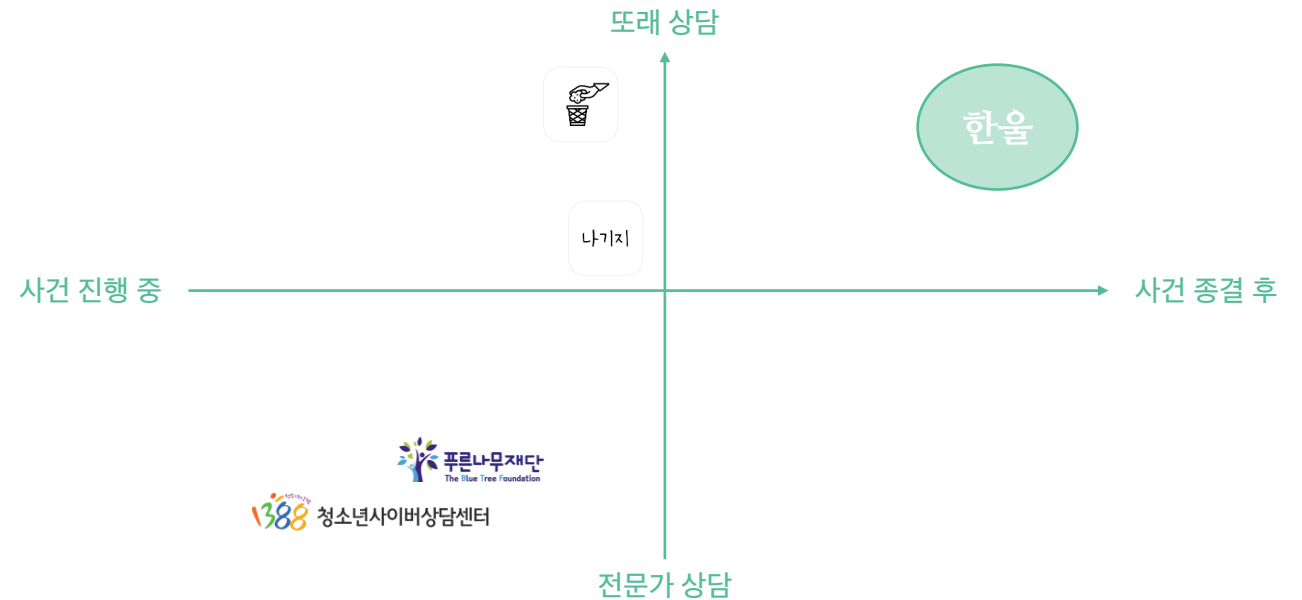 또래 상담
한울
나기지
사건 진행 중
사건 종결 후
푸른나무재단
The Blue Tree Foundation
1388 청소년사이버상담센터
전문가 상담